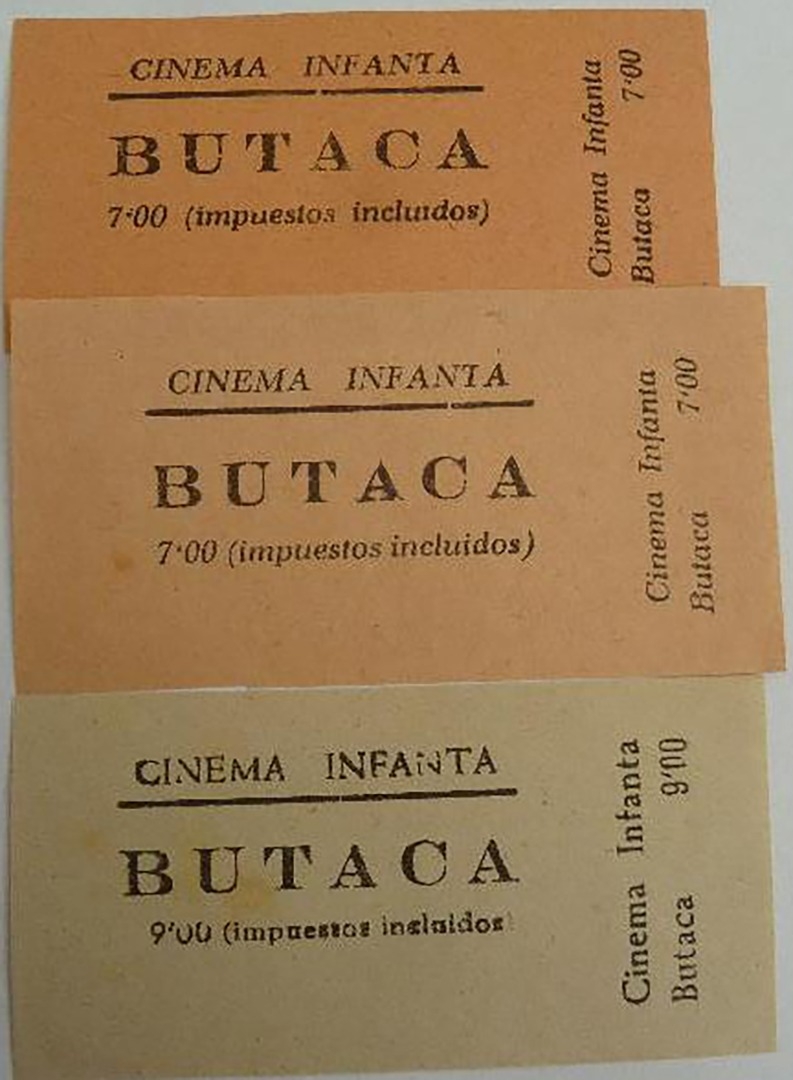 CINEMA INFANTA
BUTACA
7'00 (impuestos incluidos)
Cinema Infanta
Butaca 7'00
CINEMA INFANTA
BUTACA
7'00 (impuestos incluidos)
Cinema Infanta
Butaca 7'00
CINEMA INFANTA
BUTACA
9'00 (impuestos incluidos
Cinema Infanta
Butaca 9'00